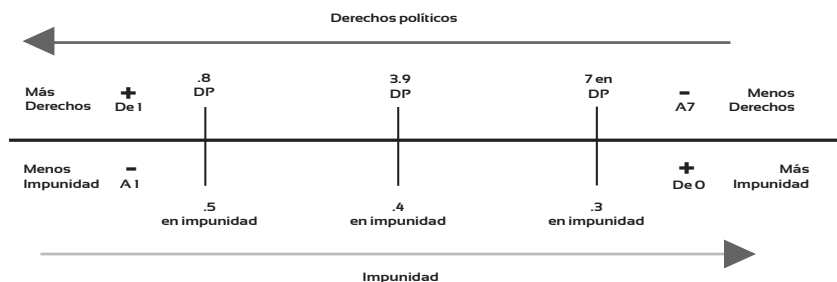 Derechos políticos
Más
Derechos
+
De 1
.8
DP
3.9
DP
7 en
DP
-
A7
Menos
Derechos
Menos
Impunidad
-
A 1
.5
en impunidad
.4
en impunidad
.3
en impunidad
+
De 0
Más
Impunidad
Impunidad